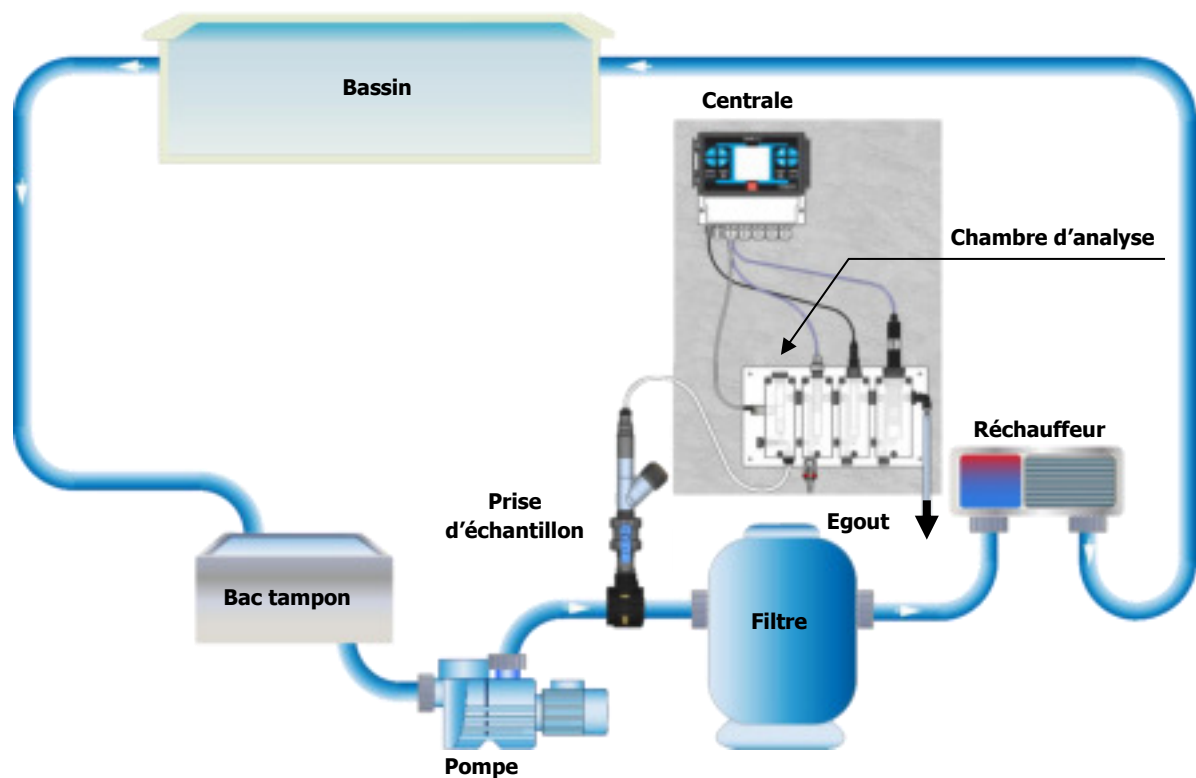 Bassin
Centrale
Chambre d'analyse
Réchauffeur
Prise
d'échantillon
Egout
Bac tampon
Filtre
Pompe